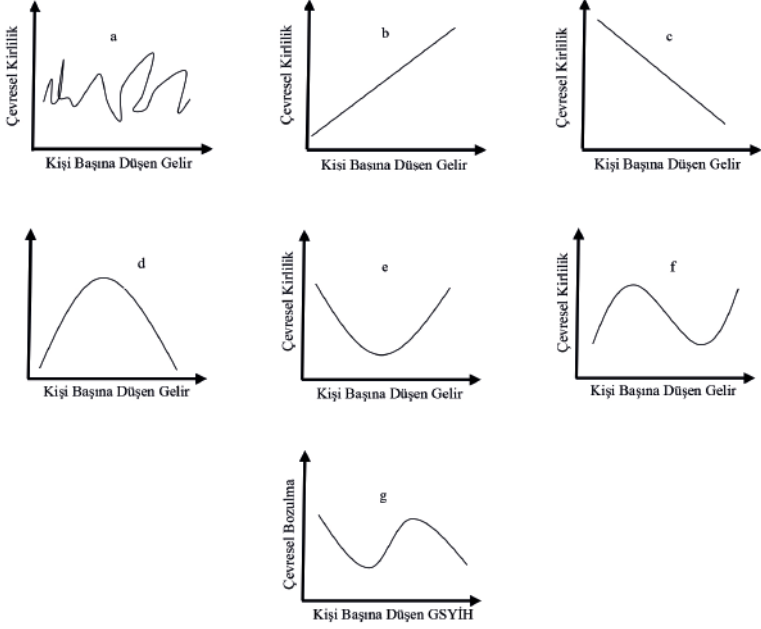 a
Çevresel Kirlilik
Kişi Başına Düşen Gelir
b
Çevresel Kirlilik
Kişi Başına Düşen Gelir
c
Çevresel Kirlilik
Kişi Başına Düşen Gelir
d
Kişi Başına Düşen Gelir
e
Çevresel Kirlilik
Kişi Başına Düşen Gelir
f
Çevresel Kirlilik
Kişi Başına Düşen Gelir
g
Çevresel Bozulma
Kişi Başına Düşen GSYİH